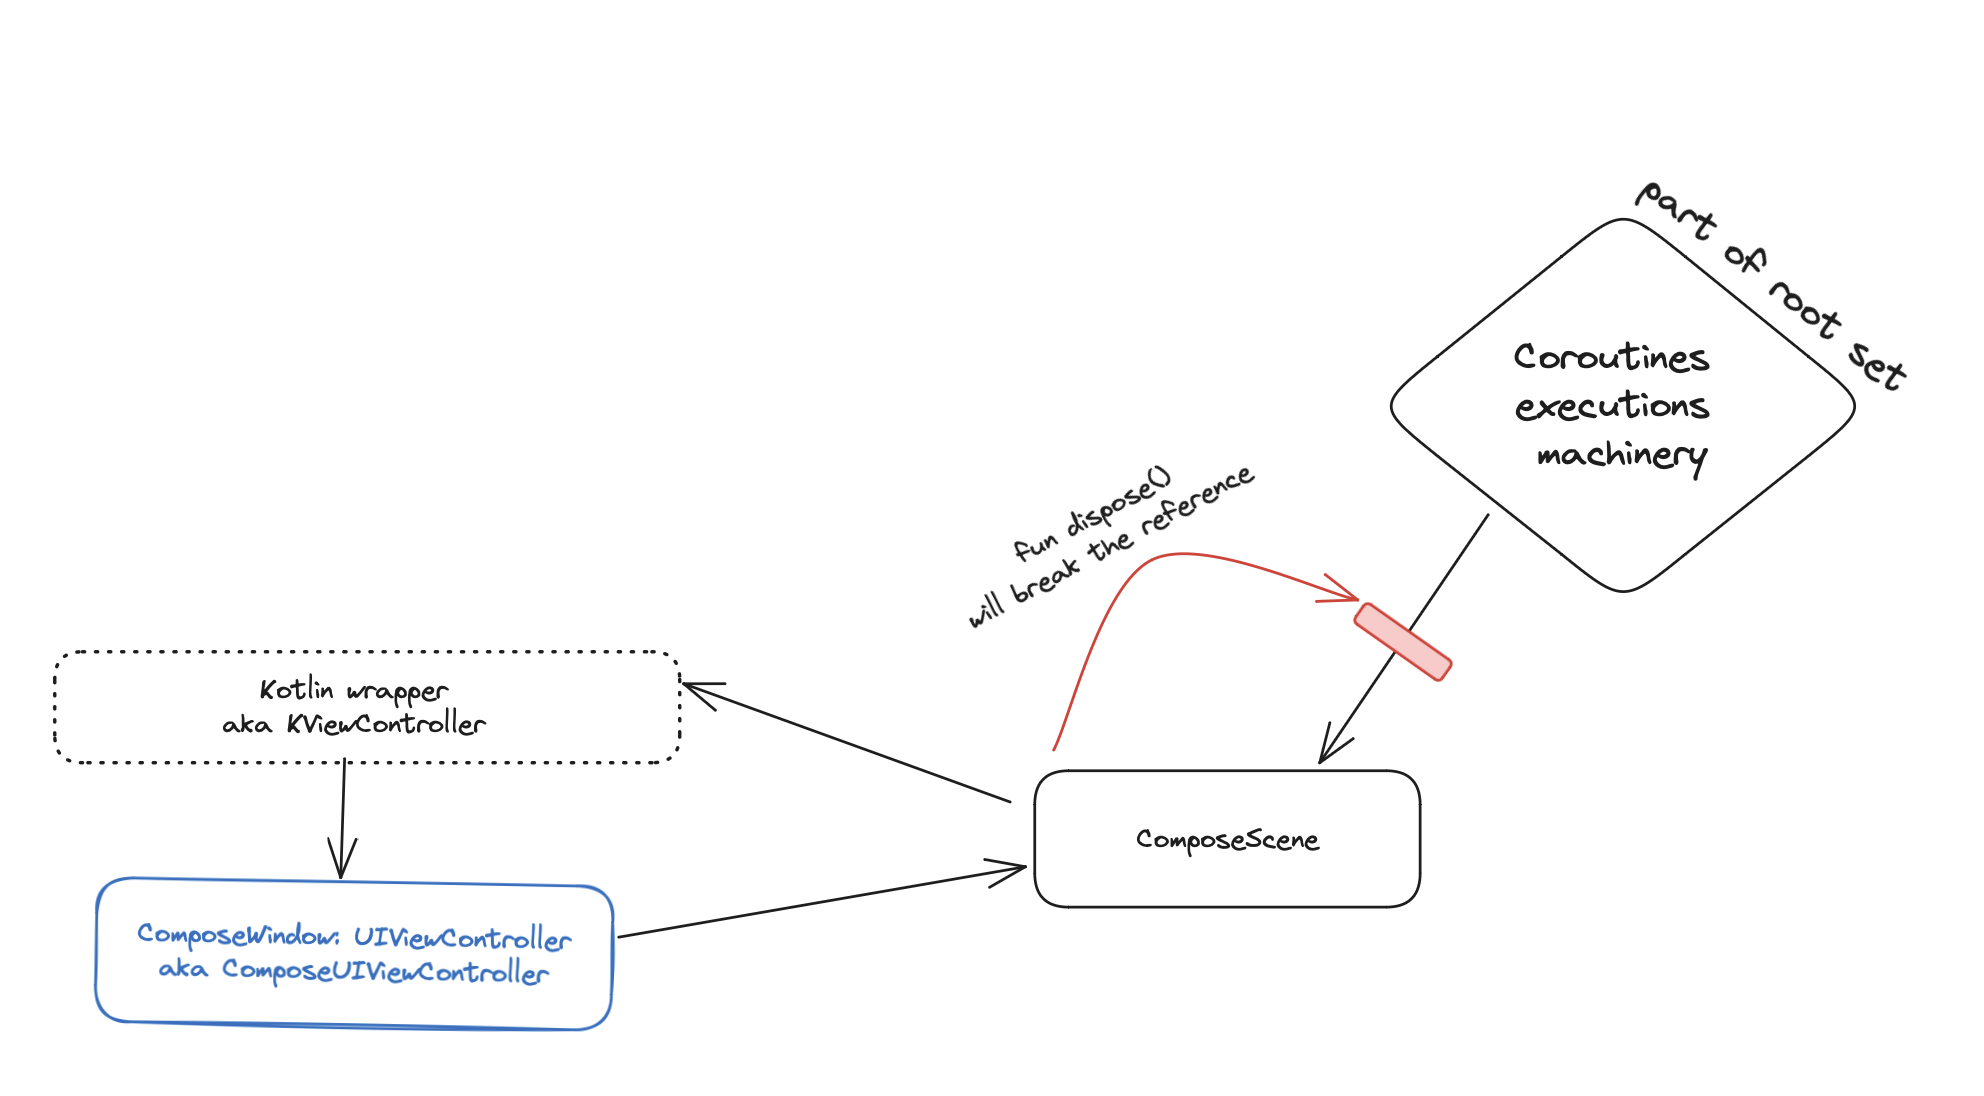 part of root set
Coroutines
executions
machinery
fun dispose()
will break the reference
Kotlin wrapper
aka KViewController
ComposeScene
ComposeWindow: UIViewController
aka ComposeUIViewController